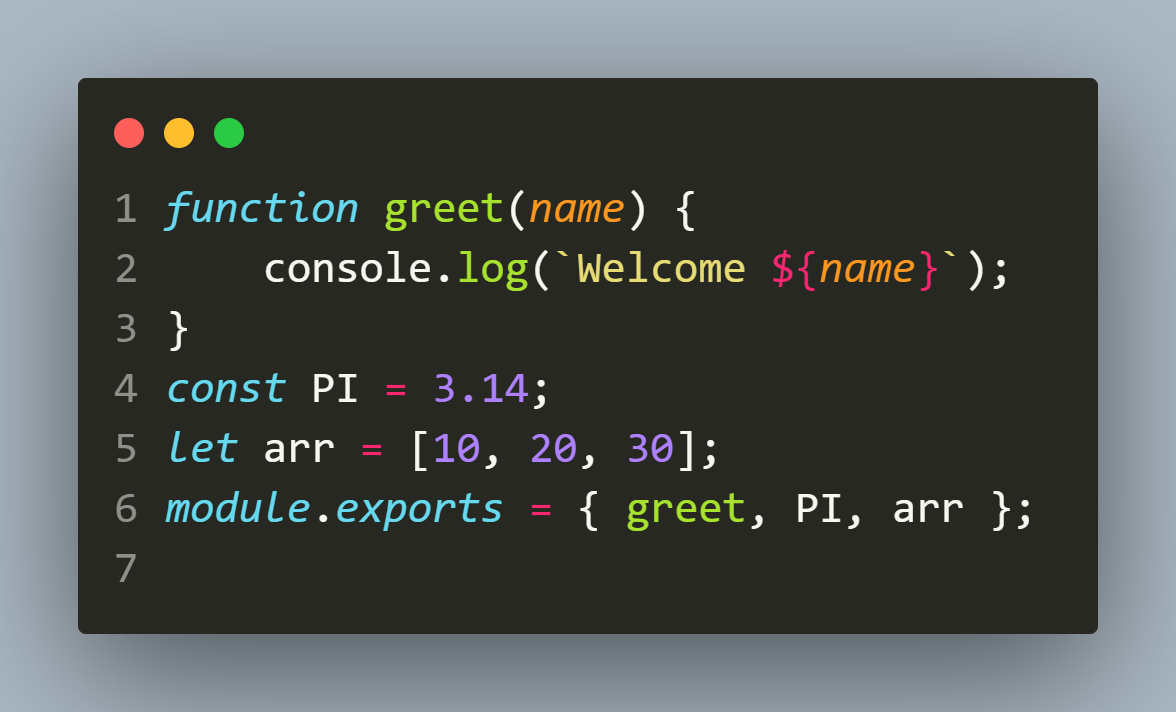 1 function greet(name) {
2     console.log(`Welcome ${name}`);
3 }
4 const PI = 3.14;
5 let arr = [10, 20, 30];
6 module.exports = { greet, PI, arr };
7